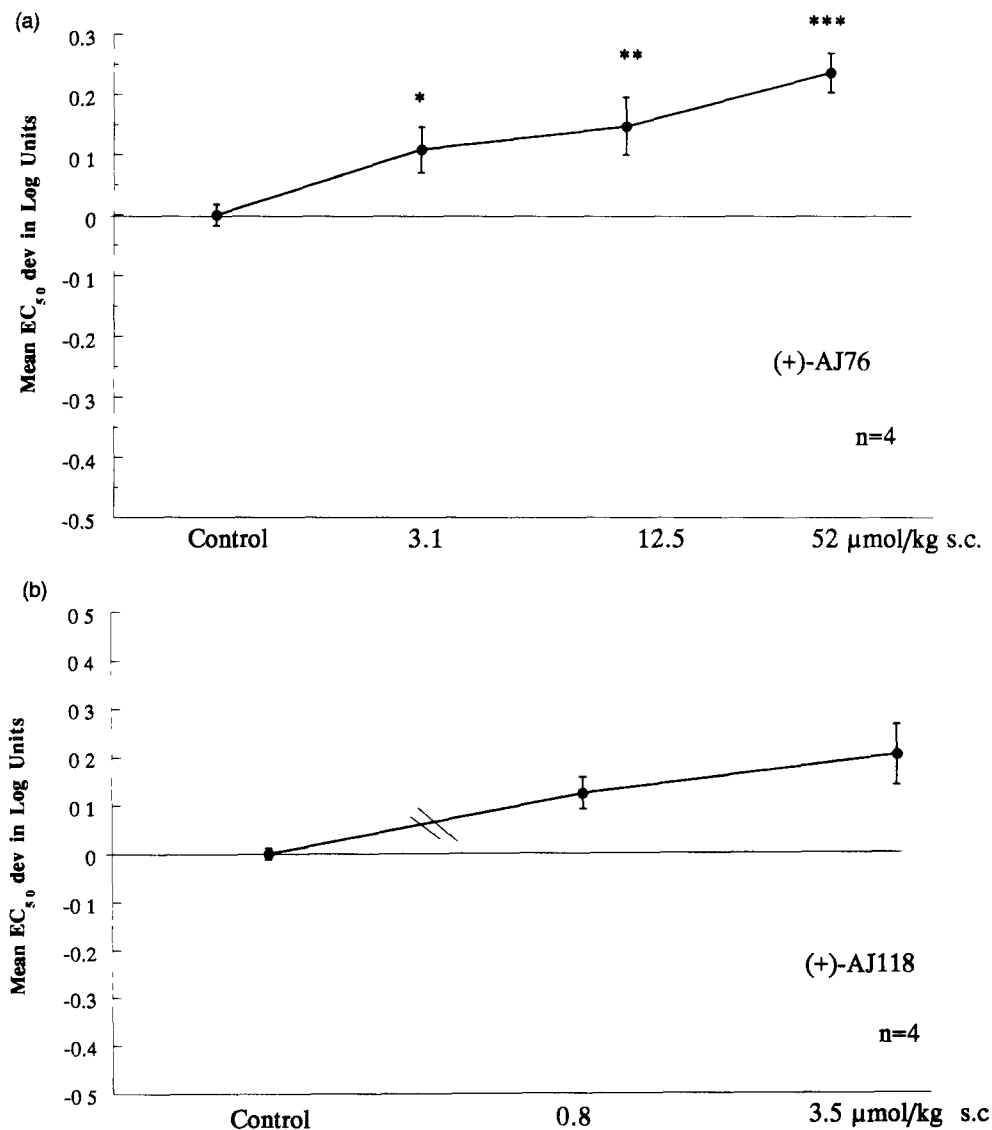 (a)
***
**
*
0.3
0.2
0.1
0
-0 1
-0.2
-0 3
-0.4
-0.5
Mean EC50 dev in Log Units
(+)-AJ76
n=4
Control 3.1 12.5 52 μmol/kg s.c.
(b)
0 5
0 4
0 3
0 2
0 1
0
-0 1
-0.2
-0.3
-0.4
-0 5
Mean EC50 dev in Log Units
(+)-AJ118
n=4
Control 0.8 3.5 μmol/kg s.c